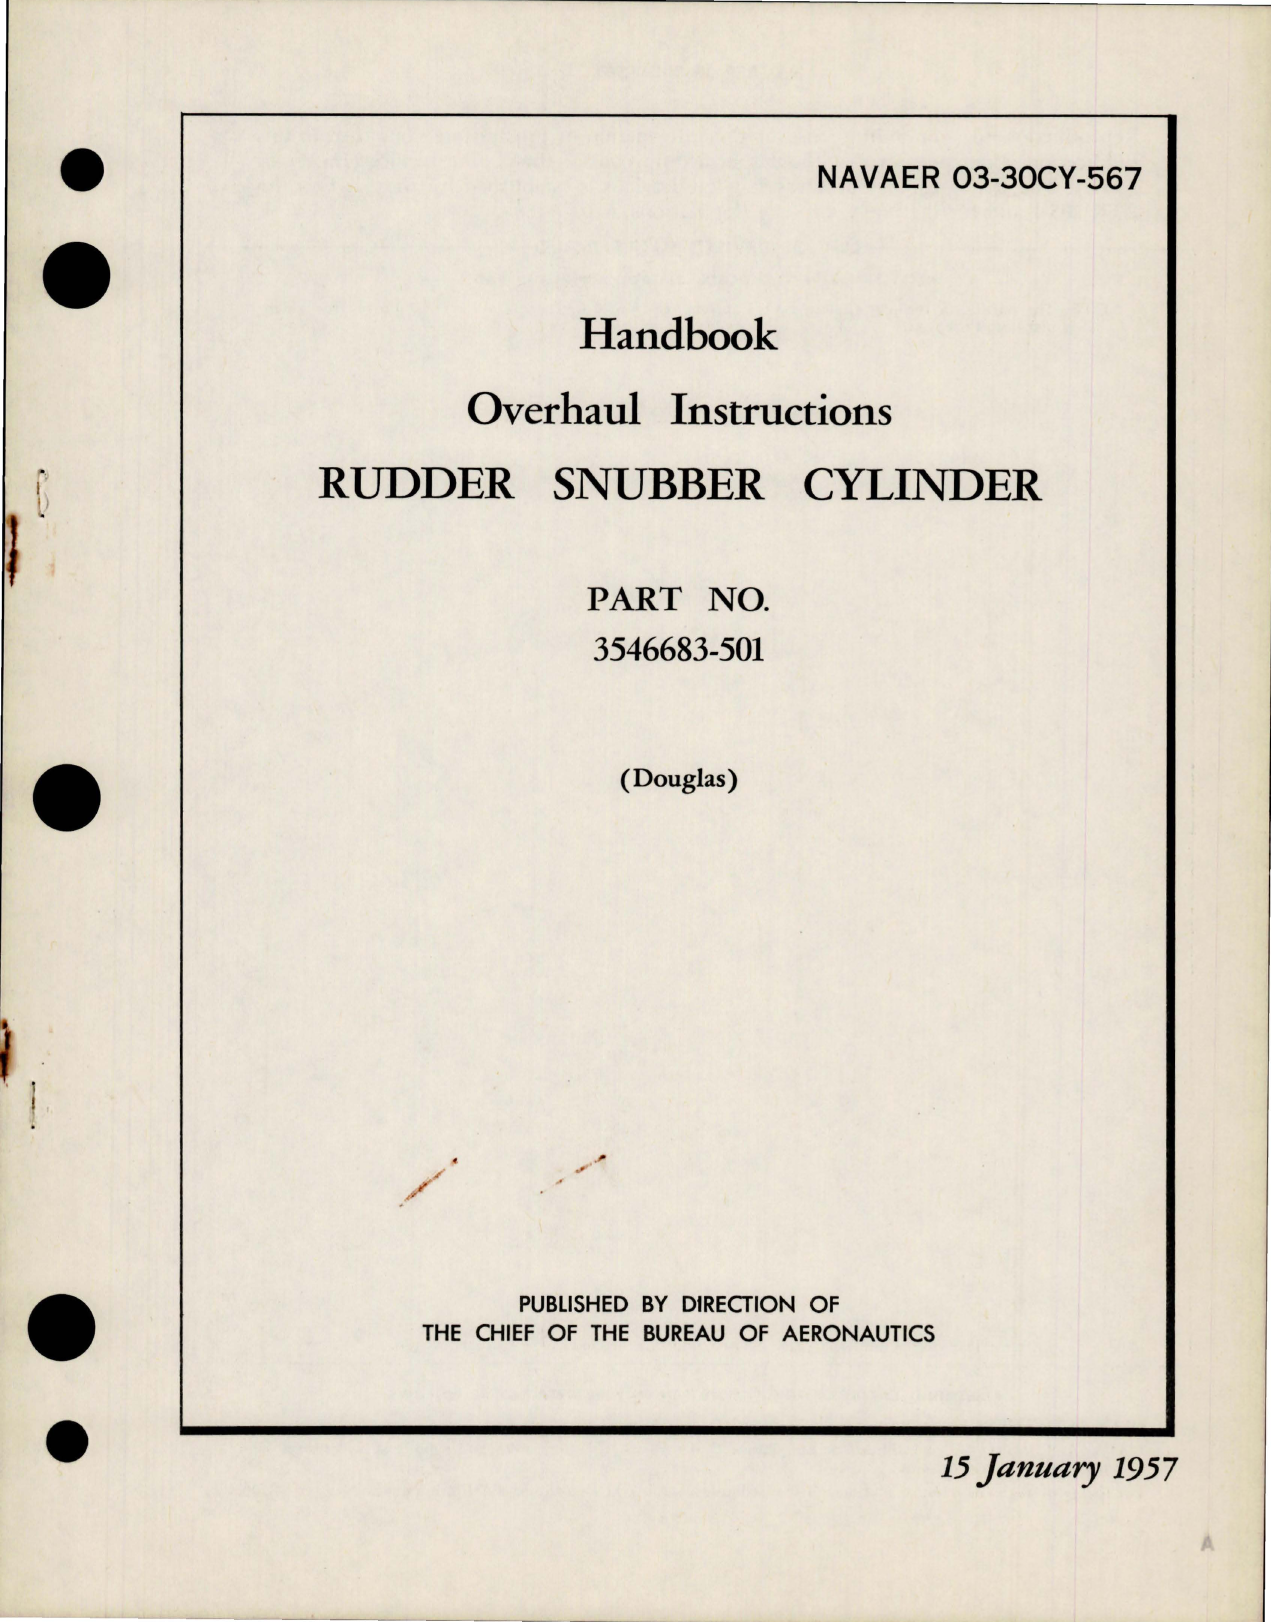 NAVAER 03-30CY-567
Handbook
Overhaul Instructions
RUDDER SNUBBER CYLINDER
PART NO.
3546683-501
(Douglas)
PUBLISHED BY DIRECTION OF
THE CHIEF OF THE BUREAU OF AERONAUTICS
15 January 1957
A